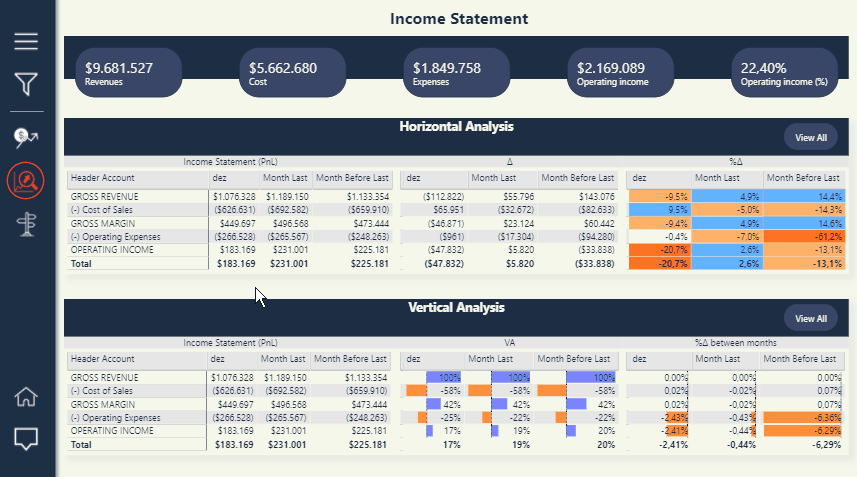 Income Statement
$9.681.527 $5.662.680 $1.849.758 $2.169.089 22,40%
Revenues Cost Expenses Operating income Operating income (%)
Horizontal Analysis
View All
Income Statement (PnL) Δ %Δ
Header Account dez Month Last Month Before Last dez Month Last Month Before Last dez Month Last Month Before Last
GROSS REVENUE $1.076.328 $1.189.150 $1.133.354 ($112.822) $55.796 $143.076 -9.5% 4,9% 14,4%
(-) Cost of Sales ($626.631) ($692.582) ($659.910) $65.951 ($32.672) ($82.633) 9.5% -5,0% -14.3%
GROSS MARGIN $449.697 $496.568 $473.444 ($46.871) $23.124 $60.442 -9.4% 4,9% 14,6%
(-) Operating Expenses ($266.528) ($265.567) ($248.263) ($961) ($17.304) ($94.280) -0.4% -7.0% -61,2%
OPERATING INCOME $183.169 $231.001 $225.181 ($47.832) $5.820 ($33.838) -20,7% 2,6% -13,1%
Total $183.169 $231.001 $225.181 ($47.832) $5.820 ($33.838) -20,7% 2,6% -13,1%
Vertical Analysis
View All
Income Statement (PnL) VA %Δ between months
Header Account dez Month Last Month Before Last dez Month Last Month Before Last dez Month Last Month Before Last
GROSS REVENUE $1.076.328 $1.189.150 $1.133.354 100% 100% 100% 0,00% 0,00% 0,00%
(-) Cost of Sales ($626.631) ($692.582) ($659.910) -58% -58% -58% 0,02% -0,02% 0,07%
GROSS MARGIN $449.697 $496.568 $473.444 42% 42% 42% 0,02% -0,02% 0,07%
(-) Operating Expenses ($266.528) ($265.567) ($248.263) -25% -22% -22% -2,43% -0,43% -6,36%
OPERATING INCOME $183.169 $231.001 $225.181 17% 19% 20% -2,41% -0,44% -6,29%
Total $183.169 $231.001 $225.181 17% 19% 20% -2,41% -0,44% -6,29%